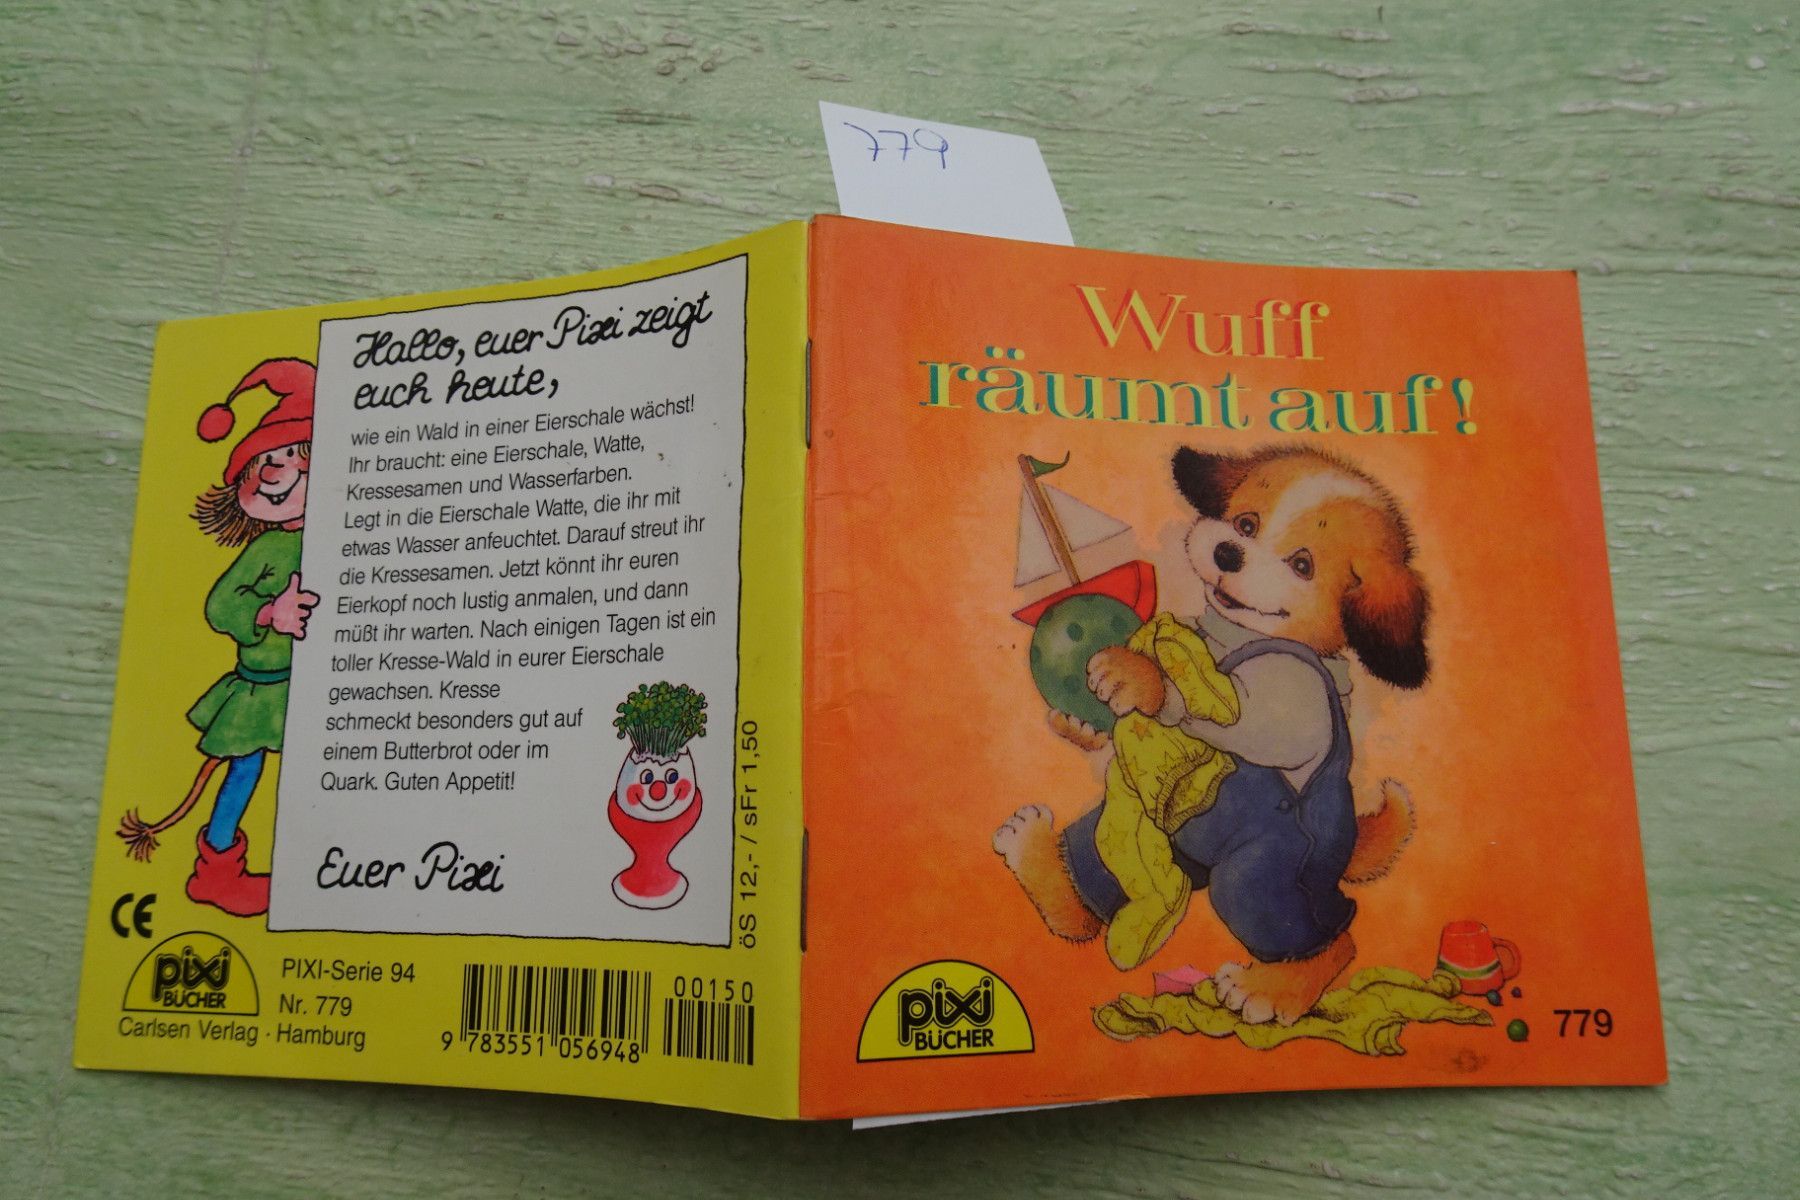 779
Hallo, euer Pixi zeigt
euch heute,
wie ein Wald in einer Eierschale wächst!
Ihr braucht: eine Eierschale, Watte,
Kressesamen und Wasserfarben.
Legt in die Eierschale Watte, die ihr mit
etwas Wasser anfeuchtet. Darauf streut ihr
die Kressesamen. Jetzt könnt ihr euren
Eierkopf noch lustig anmalen, und dann
müßt ihr warten. Nach einigen Tagen ist ein
toller Kresse-Wald in eurer Eierschale
gewachsen. Kresse
schmeckt besonders gut auf
einem Butterbrot oder im
Quark. Guten Appetit!
Euer Pixi
öS 12,- / sFr 1,50
CE
pixi
BÜCHER
PIXI-Serie 94
Nr. 779
Carlsen Verlag · Hamburg
00150
9 783551 056948
Wuff
räumt auf!
pixi
BÜCHER
779